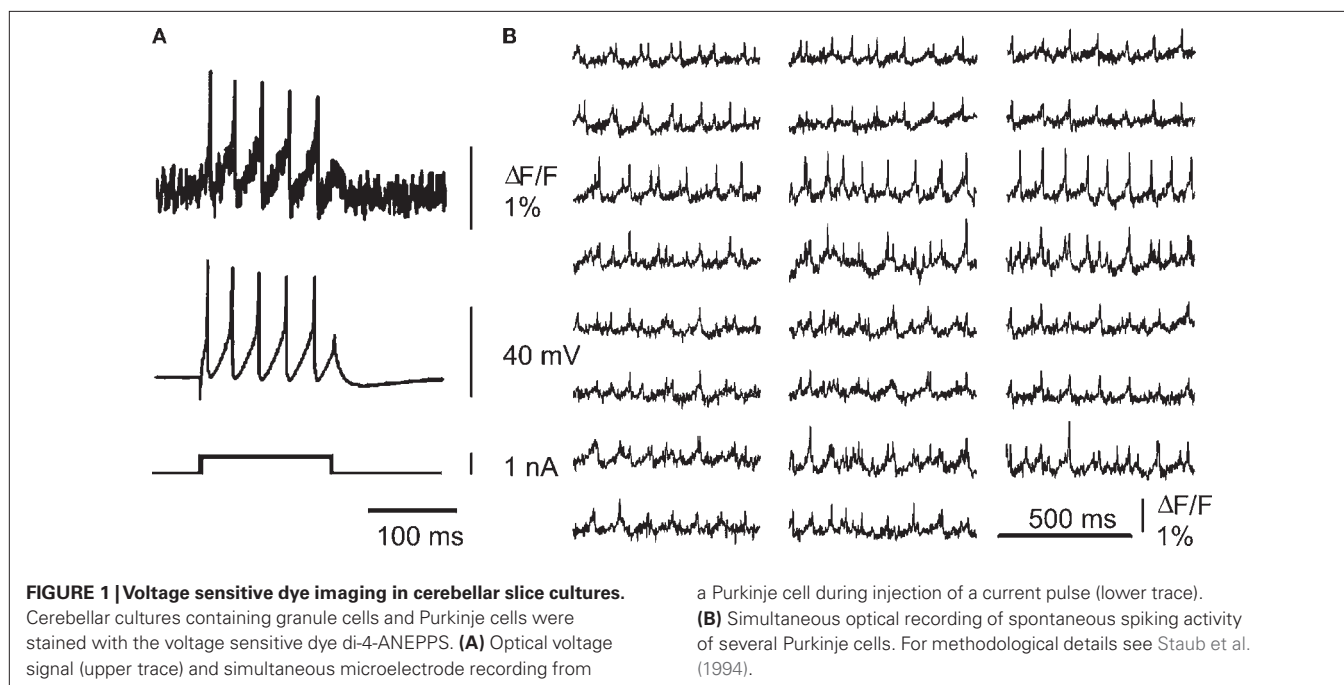 A
B
ΔF/F
1%
40 mV
1 nA
100 ms
500 ms
ΔF/F
1%
FIGURE 1 | Voltage sensitive dye imaging in cerebellar slice cultures.
Cerebellar cultures containing granule cells and Purkinje cells were
stained with the voltage sensitive dye di-4-ANEPPS. (A) Optical voltage
signal (upper trace) and simultaneous microelectrode recording from
a Purkinje cell during injection of a current pulse (lower trace).
(B) Simultaneous optical recording of spontaneous spiking activity
of several Purkinje cells. For methodological details see Staub et al.
(1994).